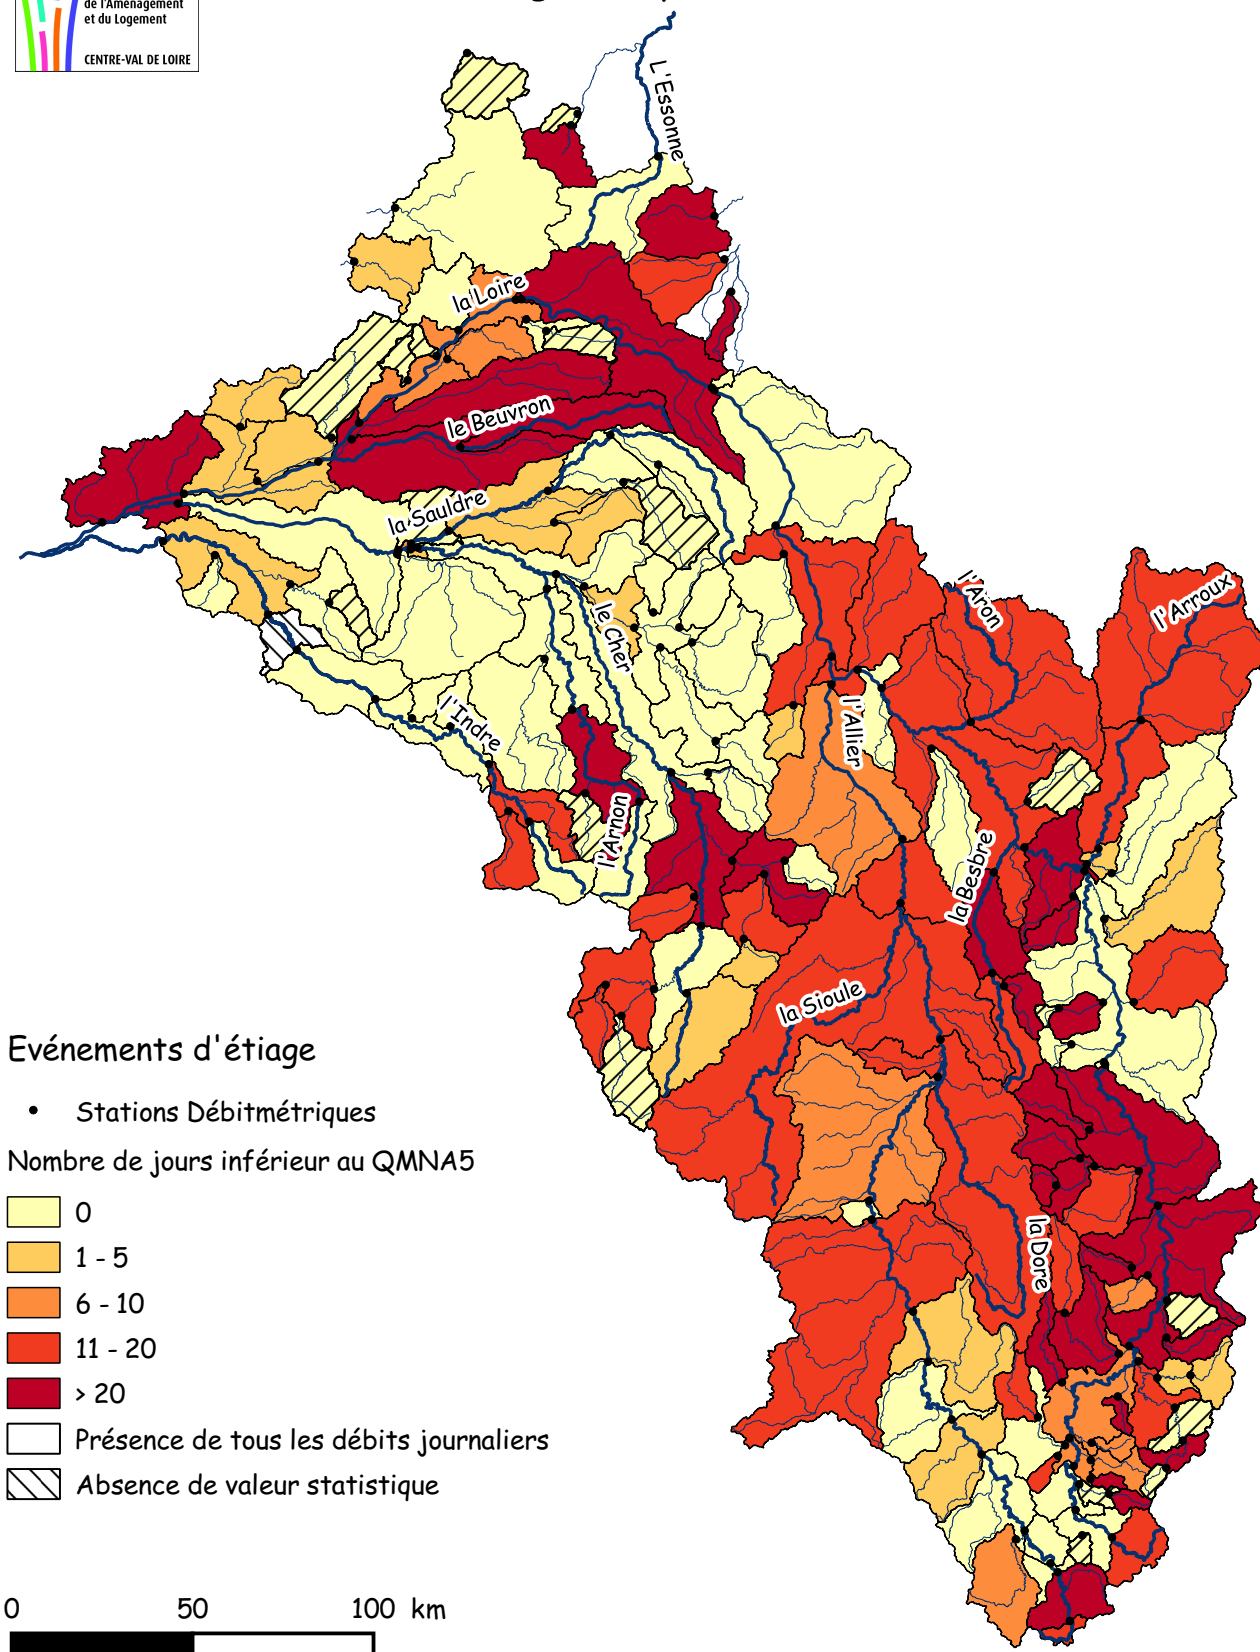 de l'Aménagement
et du Logement
CENTRE-VAL DE LOIRE
L'Essonne
la Loire
le Beuvron
la Sauldre
le Cher
l'Aron
l'Arroux
l'Allier
l'Indre
l'Arnon
la Besbre
la Sioule
la Dore
Evénements d'étiage
Stations Débitmétriques
Nombre de jours inférieur au QMNA5
0
1 - 5
6 - 10
11 - 20
> 20
Présence de tous les débits journaliers
Absence de valeur statistique
0 50 100 km